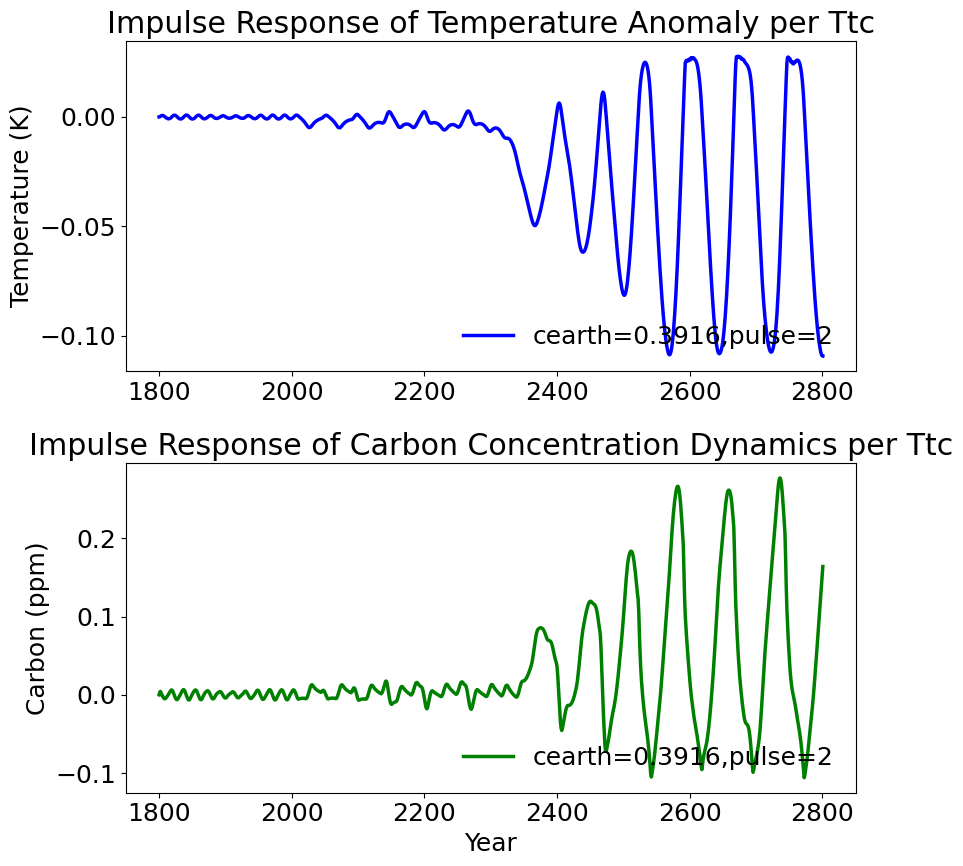 Impulse Response of Temperature Anomaly per Ttc
Temperature (K)
0.00
−0.05
−0.10
cearth=0.3916,pulse=2
1800 2000 2200 2400 2600 2800
Impulse Response of Carbon Concentration Dynamics per Ttc
Carbon (ppm)
0.2
0.1
0.0
−0.1
cearth=0.3916,pulse=2
1800 2000 2200 2400 2600 2800
Year